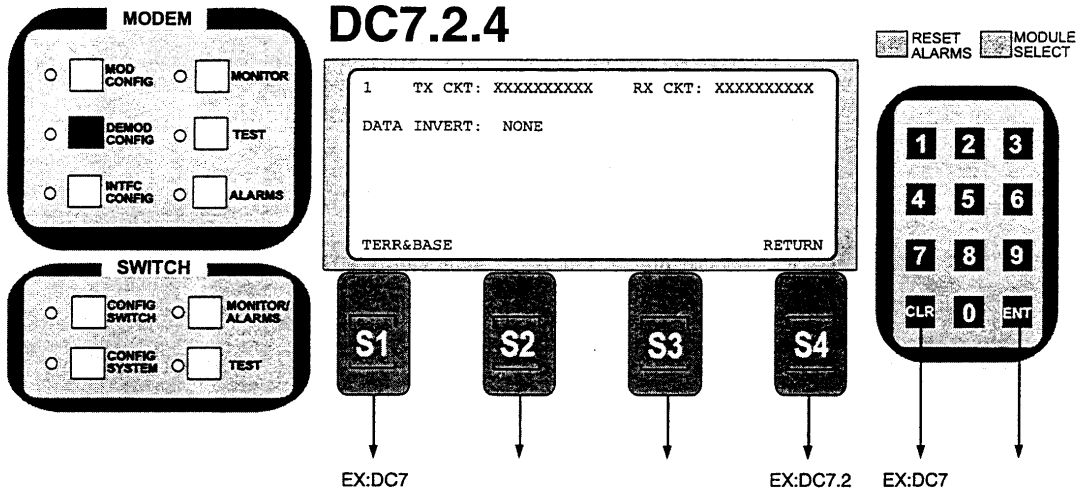 DC7.2.4
MODEM
MOD CONFIG
MONITOR
DEMOD CONFIG
TEST
INTFC CONFIG
ALARMS
SWITCH
CONFIG SWITCH
MONITOR/ ALARMS
CONFIG SYSTEM
TEST
1 TX CKT: XXXXXXXXXX RX CKT: XXXXXXXXXX
DATA INVERT: NONE
TERR&BASE RETURN
S1 S2 S3 S4
EX:DC7 EX:DC7.2
RESET ALARMS
MODULE SELECT
1 2 3
4 5 6
7 8 9
CLR 0 ENT
EX:DC7